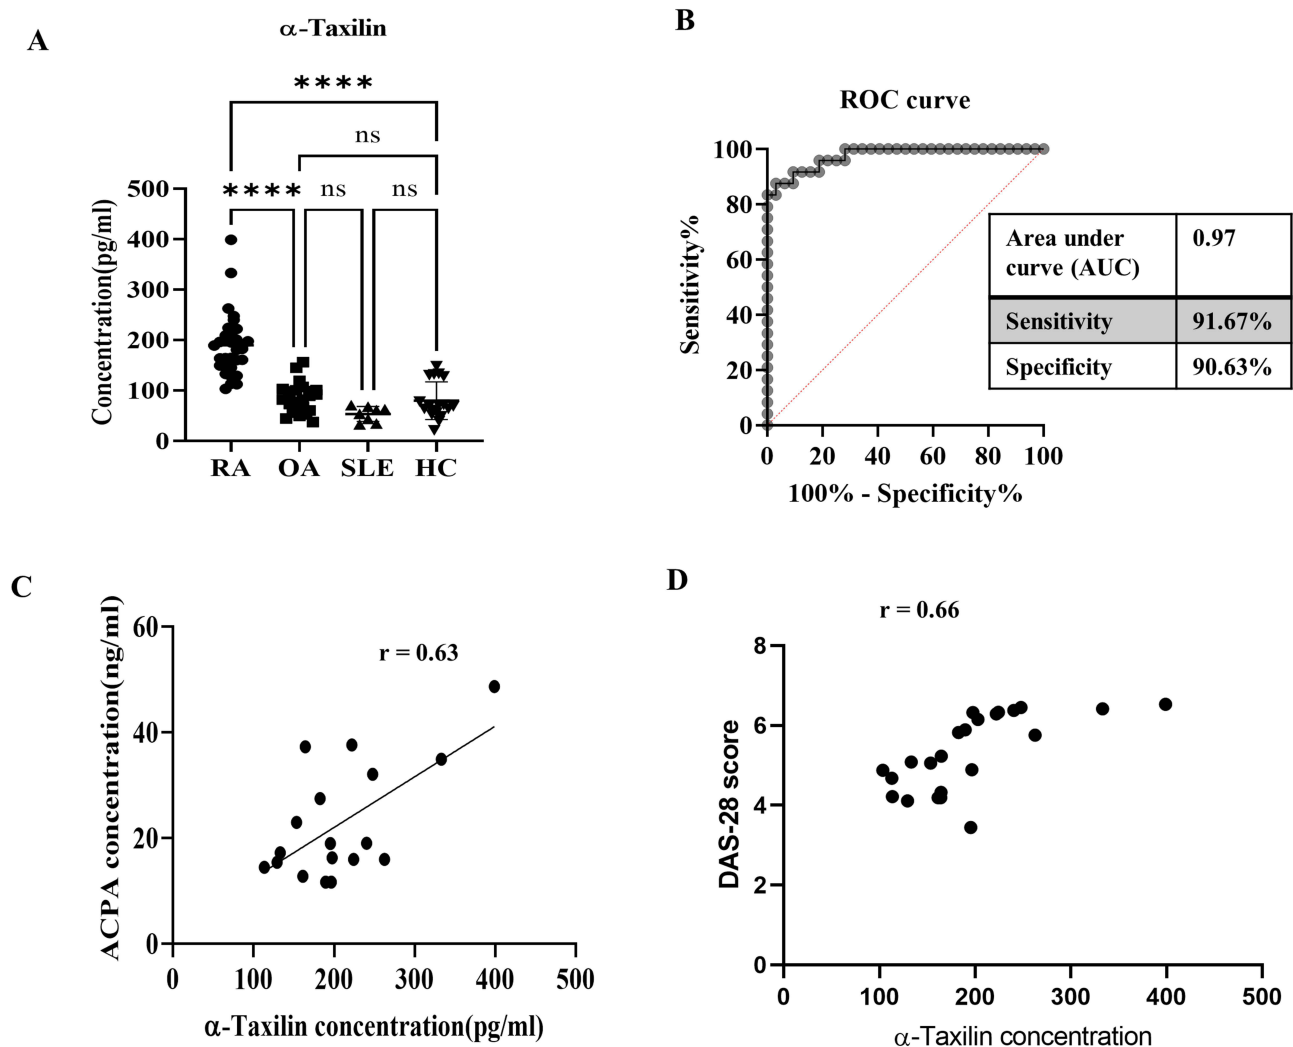 A
α-Taxilin
****
ns
**** ns ns
500
400
300
200
100
0
Concentration(pg/ml)
RA OA SLE HC
B
ROC curve
100
80
60
40
20
0
Sensitivity%
0 20 40 60 80 100
100% - Specificity%
Area under 0.97
curve (AUC)
Sensitivity 91.67%
Specificity 90.63%
C
r = 0.63
60
40
20
0
ACPA concentration(ng/ml)
0 100 200 300 400 500
α-Taxilin concentration(pg/ml)
D
r = 0.66
8
6
4
2
0
DAS-28 score
0 100 200 300 400 500
α-Taxilin concentration